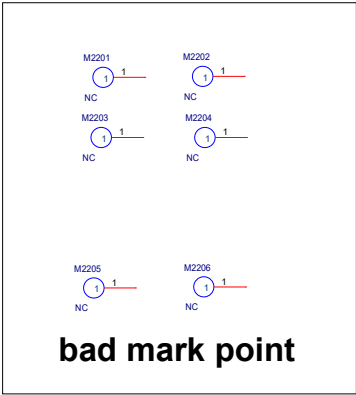 M2201 M2202
1 1 1 1
NC NC
M2203 M2204
1 1 1 1
NC NC
M2205 M2206
1 1 1 1
NC NC
bad mark point